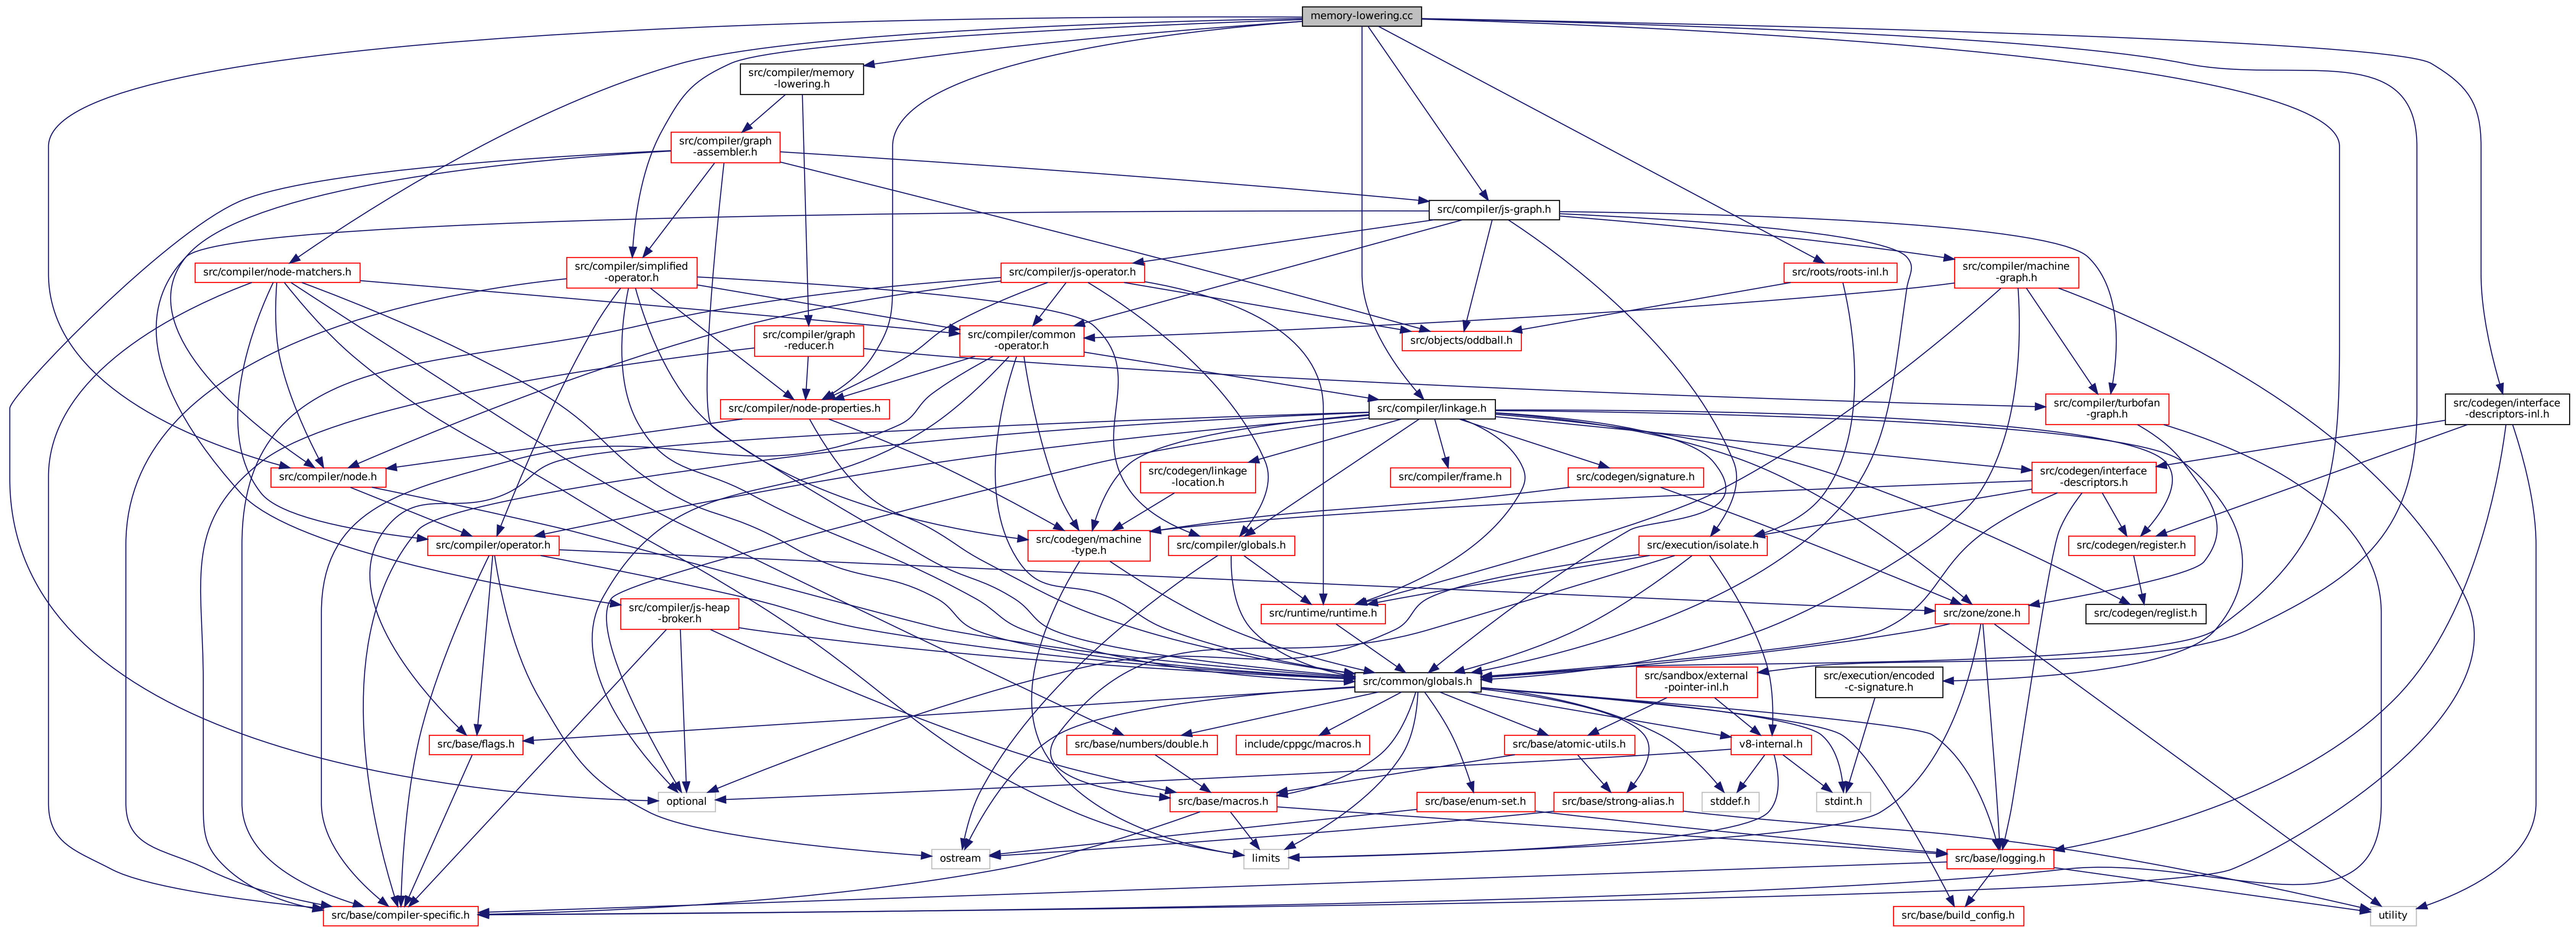 memory-lowering.cc
src/compiler/memory
-lowering.h
src/compiler/graph
-assembler.h
src/compiler/js-graph.h
src/compiler/node-matchers.h
src/compiler/simplified
-operator.h
src/compiler/js-operator.h
src/roots/roots-inl.h
src/compiler/machine
-graph.h
src/compiler/graph
-reducer.h
src/compiler/common
-operator.h
src/objects/oddball.h
src/compiler/node-properties.h
src/compiler/linkage.h
src/compiler/turbofan
-graph.h
src/codegen/interface
-descriptors-inl.h
src/compiler/node.h
src/codegen/linkage
-location.h
src/compiler/frame.h
src/codegen/signature.h
src/codegen/interface
-descriptors.h
src/compiler/operator.h
src/codegen/machine
-type.h
src/compiler/globals.h
src/execution/isolate.h
src/codegen/register.h
src/compiler/js-heap
-broker.h
src/runtime/runtime.h
src/zone/zone.h
src/codegen/reglist.h
src/common/globals.h
src/sandbox/external
-pointer-inl.h
src/execution/encoded
-c-signature.h
src/base/flags.h
src/base/numbers/double.h
include/cppgc/macros.h
src/base/atomic-utils.h
v8-internal.h
optional
src/base/macros.h
src/base/enum-set.h
src/base/strong-alias.h
stddef.h
stdint.h
ostream
limits
src/base/logging.h
src/base/compiler-specific.h
src/base/build_config.h
utility